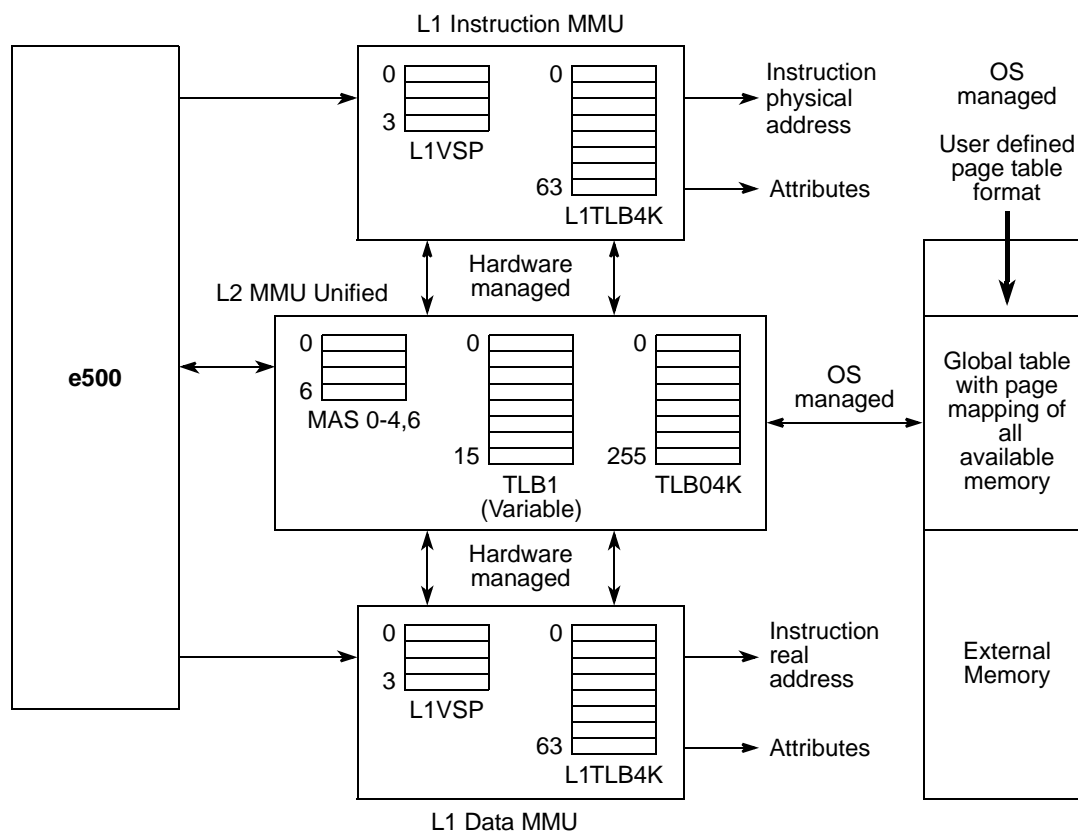 L1 Instruction MMU
0
3
L1VSP
0
63
L1TLB4K
Instruction
physical
address
Attributes
OS
managed
User defined
page table
format
Hardware
managed
L2 MMU Unified
e500
0
6
MAS 0-4,6
0
15
TLB1
(Variable)
0
255
TLB04K
OS
managed
Global table
with page
mapping of
all
available
memory
Hardware
managed
0
3
L1VSP
0
63
L1TLB4K
Instruction
real
address
Attributes
External
Memory
L1 Data MMU